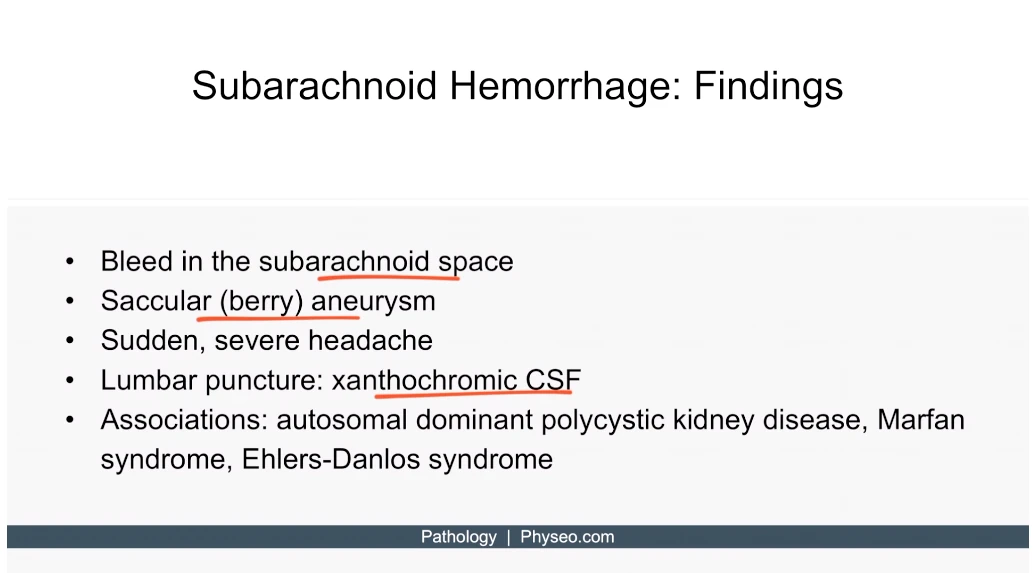 Subarachnoid Hemorrhage: Findings
• Bleed in the subarachnoid space
• Saccular (berry) aneurysm
• Sudden, severe headache
• Lumbar puncture: xanthochromic CSF
• Associations: autosomal dominant polycystic kidney disease, Marfan
syndrome, Ehlers-Danlos syndrome
Pathology | Physeo.com